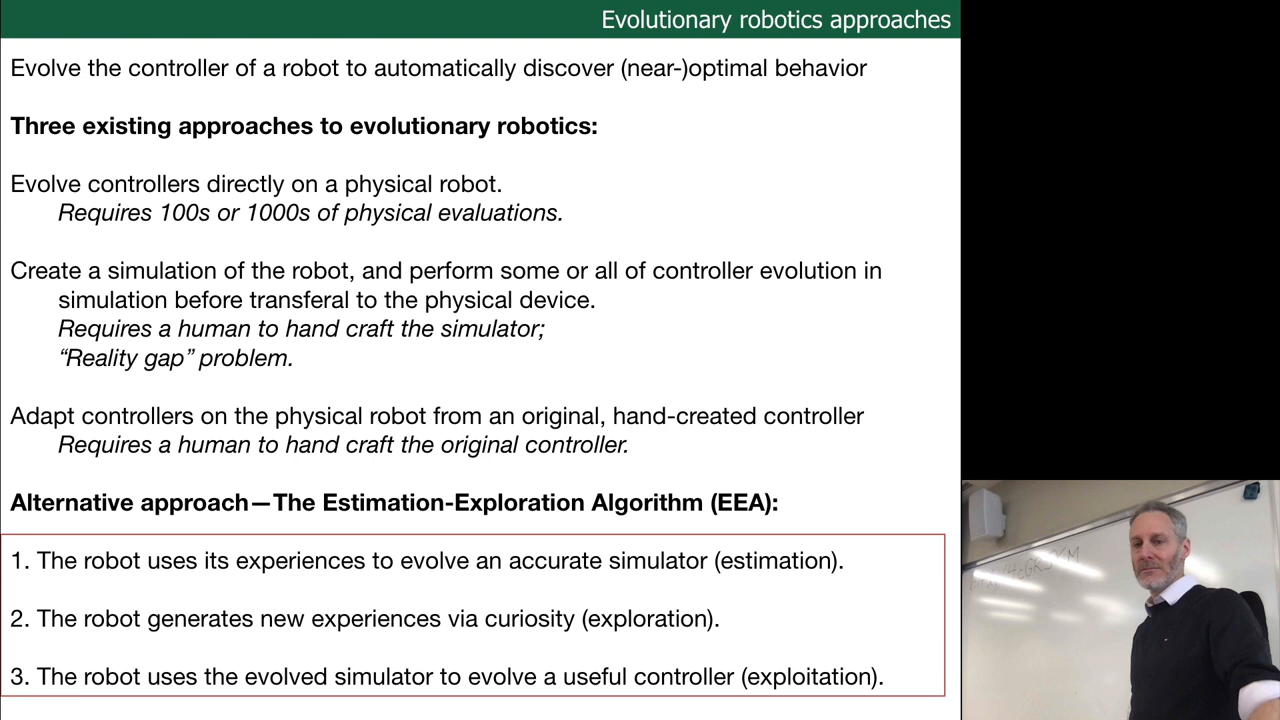 Evolutionary robotics approaches
Evolve the controller of a robot to automatically discover (near-)optimal behavior
Three existing approaches to evolutionary robotics:
Evolve controllers directly on a physical robot.
Requires 100s or 1000s of physical evaluations.
Create a simulation of the robot, and perform some or all of controller evolution in
simulation before transferal to the physical device.
Requires a human to hand craft the simulator;
“Reality gap” problem.
Adapt controllers on the physical robot from an original, hand-created controller
Requires a human to hand craft the original controller.
Alternative approach—The Estimation-Exploration Algorithm (EEA):
1. The robot uses its experiences to evolve an accurate simulator (estimation).
2. The robot generates new experiences via curiosity (exploration).
3. The robot uses the evolved simulator to evolve a useful controller (exploitation).